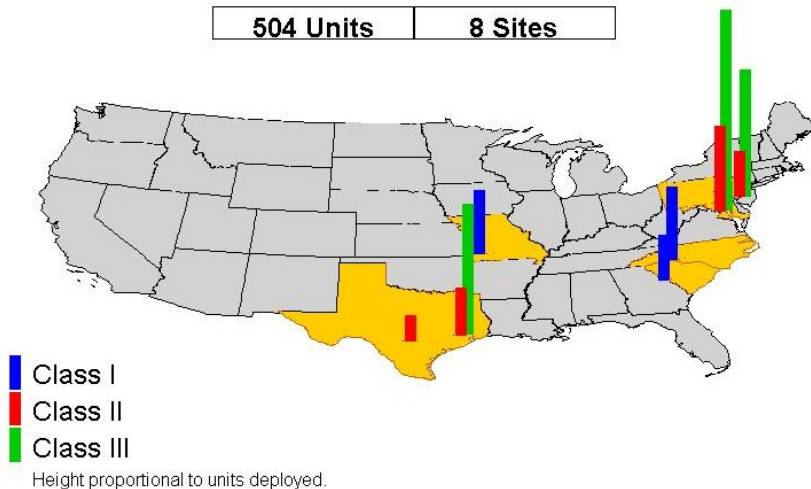 504 Units 8 Sites
Class I
Class II
Class III
Height proportional to units deployed.